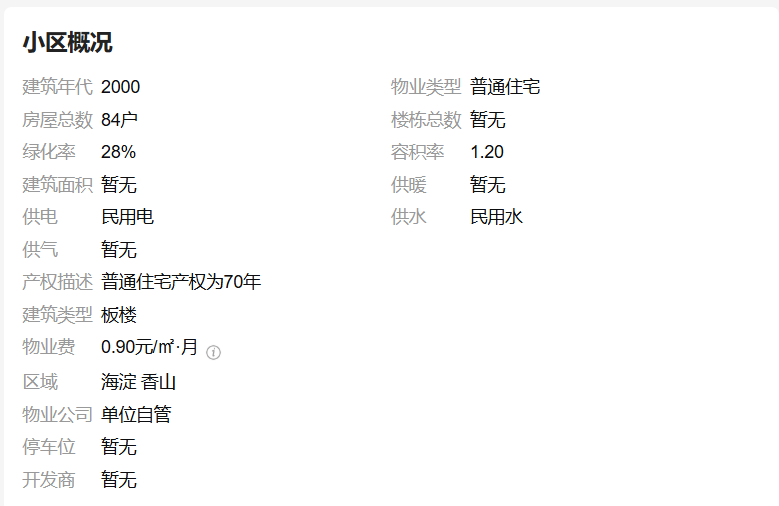 小区概况
建筑年代 2000 物业类型 普通住宅
房屋总数 84户 楼栋总数 暂无
绿化率 28% 容积率 1.20
建筑面积 暂无 供暖 暂无
供电 民用电 供水 民用水
供气 暂无
产权描述 普通住宅产权为70年
建筑类型 板楼
物业费 0.90元/㎡·月
区域 海淀 香山
物业公司 单位自管
停车位 暂无
开发商 暂无